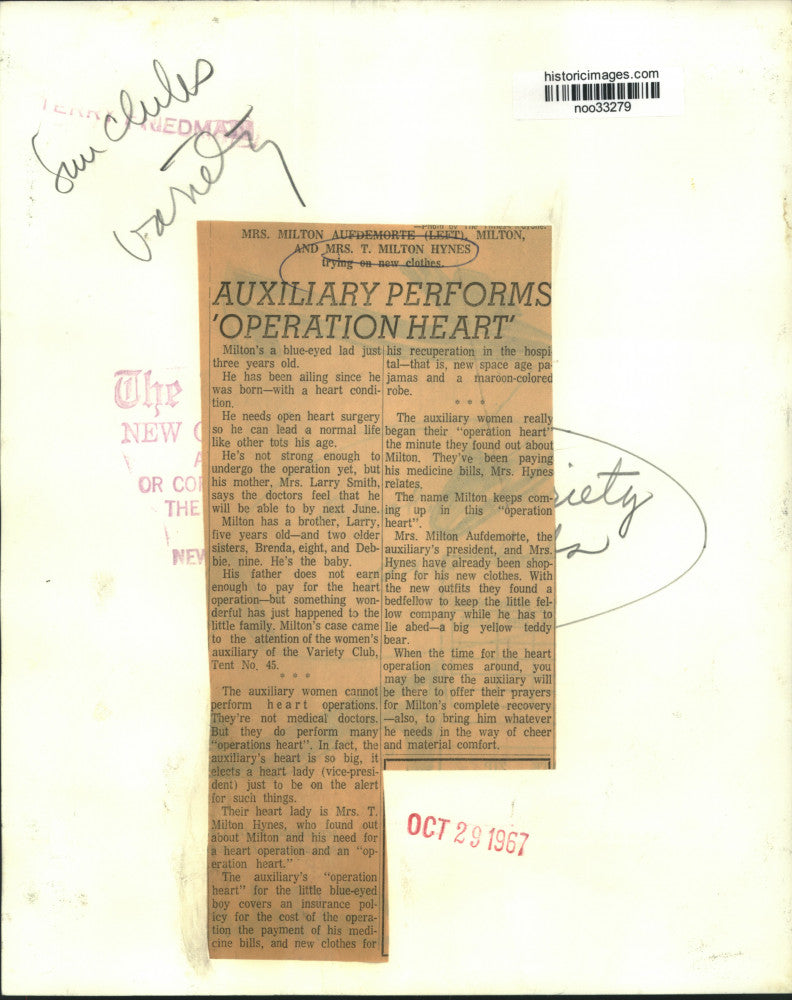 historicimages.com
noo33279
Sun clubs
Variety
MRS. MILTON AUFDEMORTE (LEFT), MILTON,
AND MRS. T. MILTON HYNES
trying on new clothes.
AUXILIARY PERFORMS
'OPERATION HEART'
Milton's a blue-eyed lad just
three years old.
He has been ailing since he
was born—with a heart condi-
tion.
He needs open heart surgery
so he can lead a normal life
like other tots his age.
He's not strong enough to
undergo the operation yet, but
his mother, Mrs. Larry Smith,
says the doctors feel that he
will be able to by next June.
Milton has a brother, Larry,
five years old—and two older
sisters, Brenda, eight, and Deb-
bie, nine. He's the baby.
His father does not earn
enough to pay for the heart
operation—but something won-
derful has just happened to the
little family. Milton's case came
to the attention of the women's
auxiliary of the Variety Club,
Tent No. 45.
* * *
The auxiliary women cannot
perform heart operations.
They're not medical doctors.
But they do perform many
"operations heart". In fact, the
auxiliary's heart is so big, it
elects a heart lady (vice-presi-
dent) just to be on the alert
for such things.
Their heart lady is Mrs. T.
Milton Hynes, who found out
about Milton and his need for
a heart operation and an "op-
eration heart."
The auxiliary's "operation
heart" for the little blue-eyed
boy covers an insurance pol-
icy for the cost of the opera-
tion the payment of his medi-
cine bills, and new clothes for
his recuperation in the hospi-
tal—that is, new space age pa-
jamas and a maroon-colored
robe.
* * *
The auxiliary women really
began their "operation heart"
the minute they found out about
Milton. They've been paying
his medicine bills, Mrs. Hynes
relates.
The name Milton keeps com-
ing up in this "operation
heart".
Mrs. Milton Aufdemorte, the
auxiliary's president, and Mrs.
Hynes have already been shop-
ping for his new clothes. With
the new outfits they found a
bedfellow to keep the little fel-
low company while he has to
lie abed—a big yellow teddy
bear.
When the time for the heart
operation comes around, you
may be sure the auxiliary will
be there to offer their prayers
for Milton's complete recovery
—also, to bring him whatever
he needs in the way of cheer
and material comfort.
The
NEW
OR
THE
NEW
OCT 29 1967